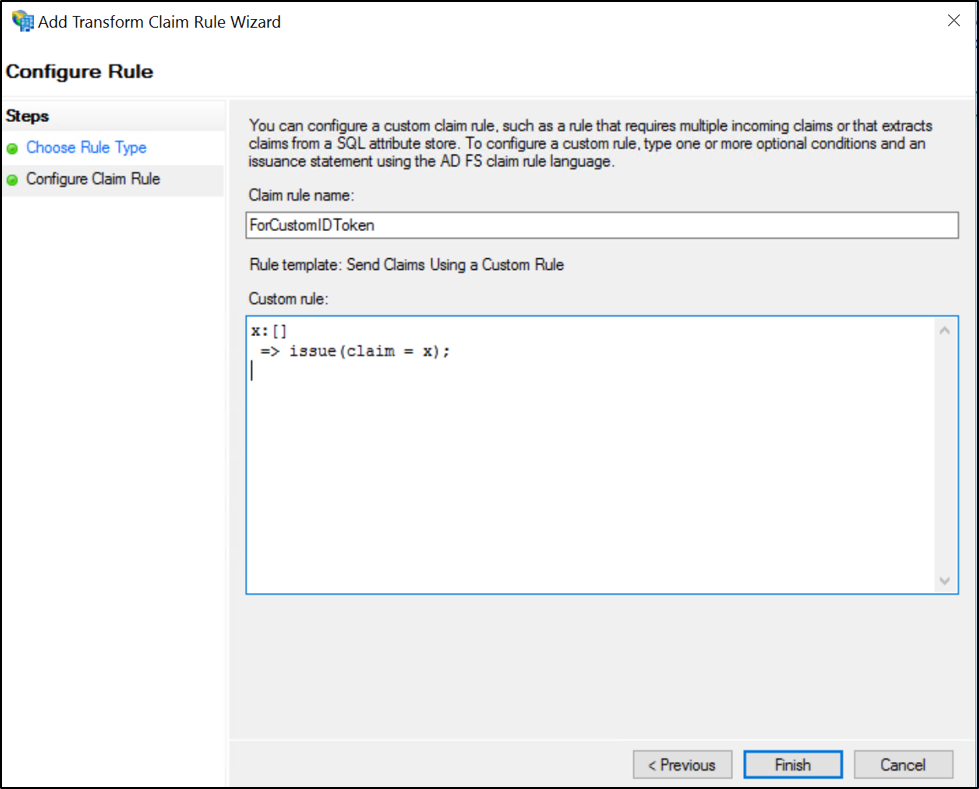 Add Transform Claim Rule Wizard
Configure Rule
Steps
Choose Rule Type
Configure Claim Rule
You can configure a custom claim rule, such as a rule that requires multiple incoming claims or that extracts
claims from a SQL attribute store. To configure a custom rule, type one or more optional conditions and an
issuance statement using the AD FS claim rule language.
Claim rule name:
ForCustomIDToken
Rule template: Send Claims Using a Custom Rule
Custom rule:
x:[]
=> issue(claim = x);
< Previous
Finish
Cancel